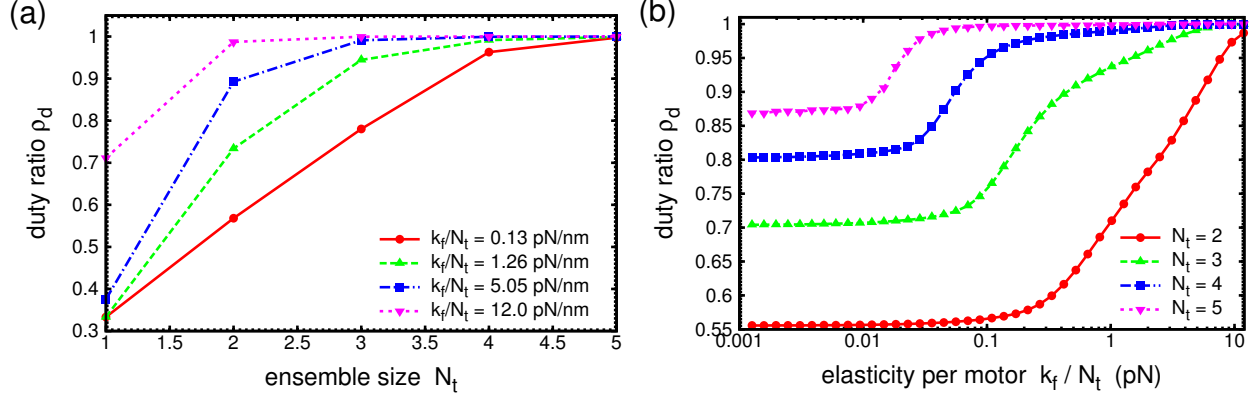 (a)
duty ratio ρd
1
0.9
0.8
0.7
0.6
0.5
0.4
0.3
1 1.5 2 2.5 3 3.5 4 4.5 5
ensemble size Nt
kf/Nt = 0.13 pN/nm
kf/Nt = 1.26 pN/nm
kf/Nt = 5.05 pN/nm
kf/Nt = 12.0 pN/nm
(b)
duty ratio ρd
1
0.95
0.9
0.85
0.8
0.75
0.7
0.65
0.6
0.55
0.001 0.01 0.1 1 10
elasticity per motor kf / Nt (pN)
Nt = 2
Nt = 3
Nt = 4
Nt = 5